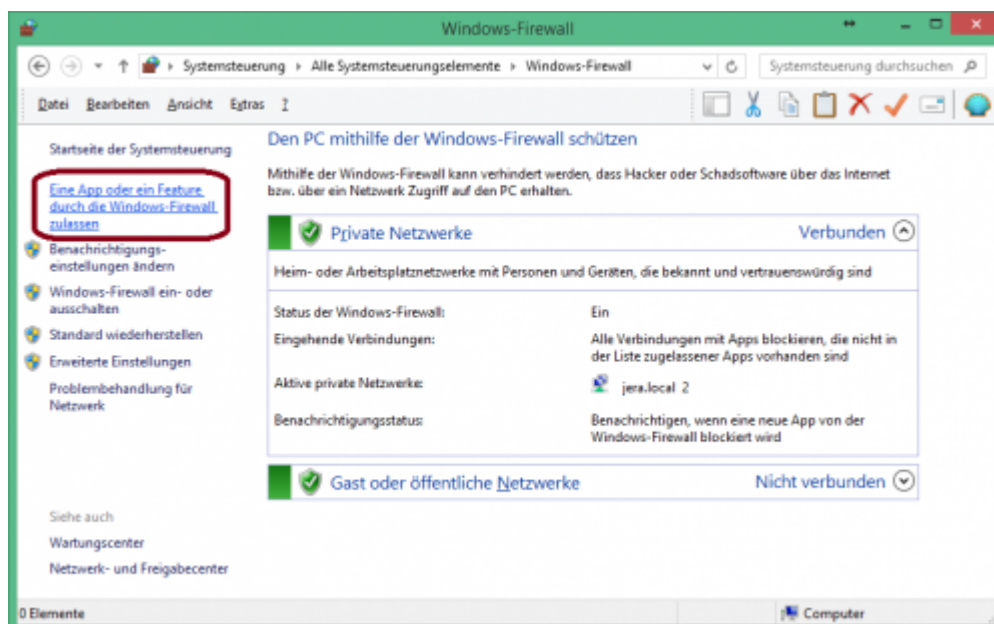 Windows-Firewall
Systemsteuerung Alle Systemsteuerungselemente Windows-Firewall
Systemsteuerung durchsuchen
Datei Bearbeiten Ansicht Extras ?
Startseite der Systemsteuerung
Eine App oder ein Feature
durch die Windows-Firewall
zulassen
Benachrichtigungs-
einstellungen ändern
Windows-Firewall ein- oder
ausschalten
Standard wiederherstellen
Erweiterte Einstellungen
Problembehandlung für
Netzwerk
Siehe auch
Wartungscenter
Netzwerk- und Freigabecenter
Den PC mithilfe der Windows-Firewall schützen
Mithilfe der Windows-Firewall kann verhindert werden, dass Hacker oder Schadsoftware über das Internet
bzw. über ein Netzwerk Zugriff auf den PC erhalten.
Private Netzwerke Verbunden
Heim- oder Arbeitsplatznetzwerke mit Personen und Geräten, die bekannt und vertrauenswürdig sind
Status der Windows-Firewall: Ein
Eingehende Verbindungen: Alle Verbindungen mit Apps blockieren, die nicht in
der Liste zugelassener Apps vorhanden sind
Aktive private Netzwerke: jera.local 2
Benachrichtigungsstatus: Benachrichtigen, wenn eine neue App von der
Windows-Firewall blockiert wird
Gast oder öffentliche Netzwerke Nicht verbunden
0 Elemente Computer